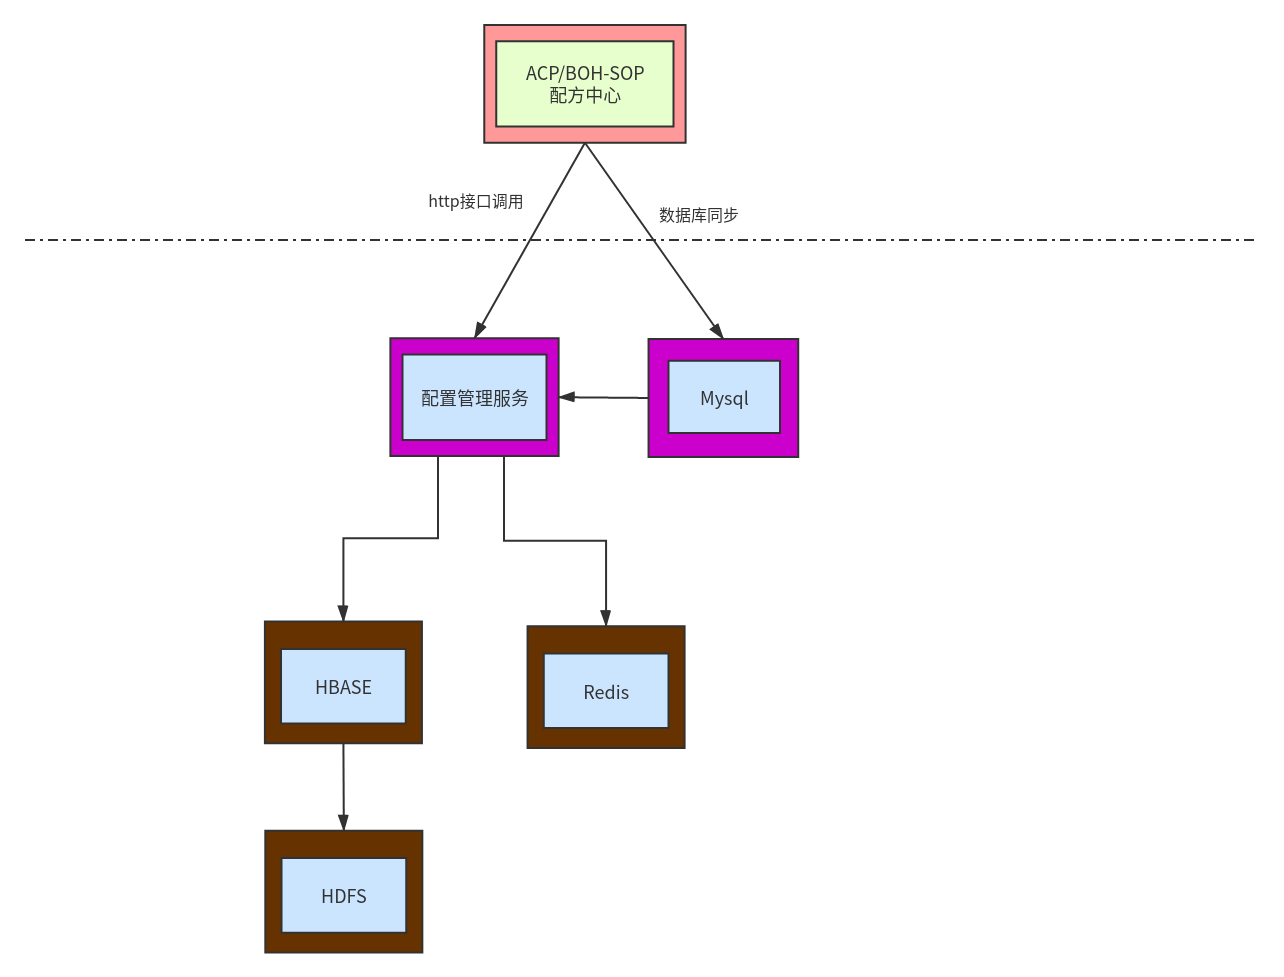 ACP/BOH-SOP
配方中心
http接口调用
数据库同步
配置管理服务
Mysql
HBASE
Redis
HDFS